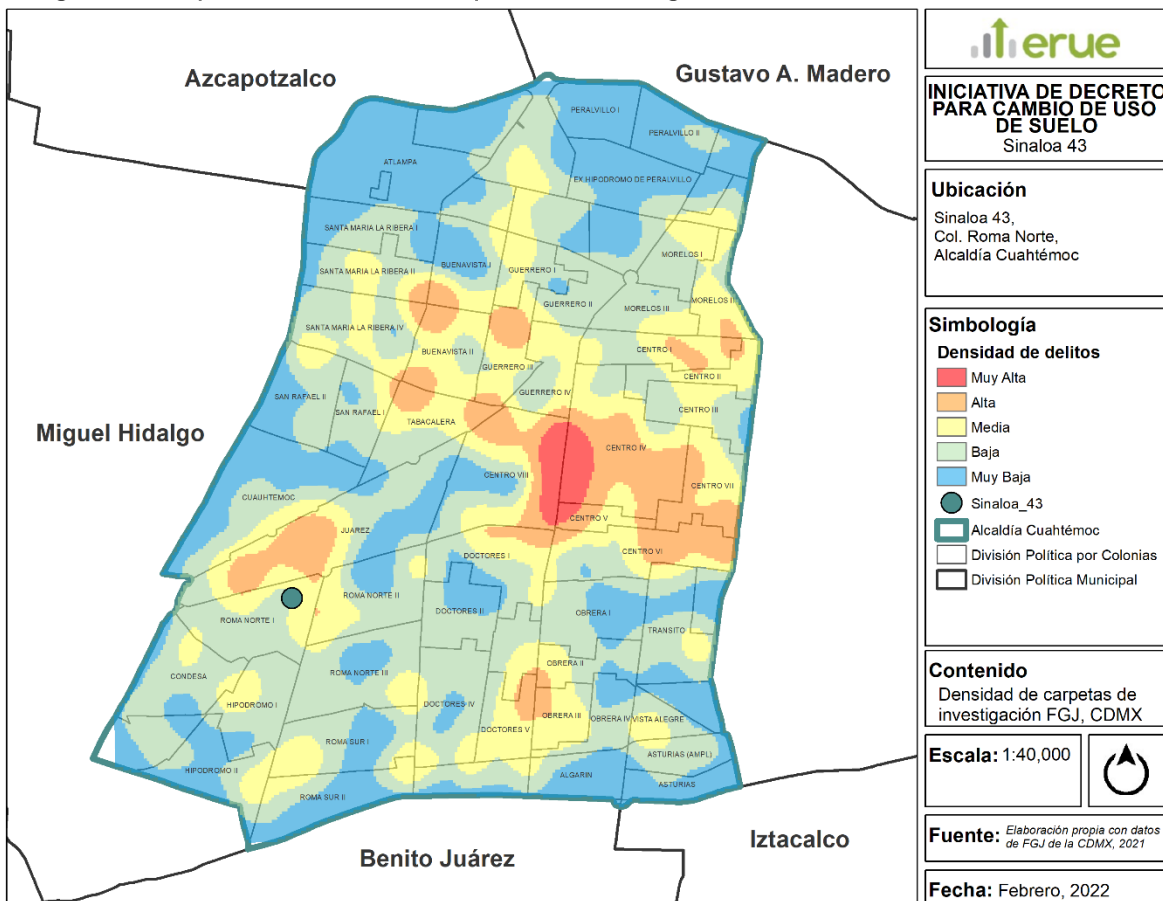 Azcapotzalco
Gustavo A. Madero
Miguel Hidalgo
Benito Juárez
Iztacalco
PERALVILLO I
PERALVILLO II
ATLAMPA
EX HIPODROMO DE PERALVILLO
SANTA MARIA LA RIBERA I
BUENAVISTA I
SANTA MARIA LA RIBERA II
GUERRERO I
MORELOS I
GUERRERO II
MORELOS III
MORELOS II
SANTA MARIA LA RIBERA IV
BUENAVISTA II
CENTRO I
GUERRERO III
CENTRO II
SAN RAFAEL II
SAN RAFAEL I
GUERRERO IV
CENTRO III
TABACALERA
CENTRO IV
CENTRO VIII
CENTRO VII
CUAUHTEMOC
JUAREZ
CENTRO V
CENTRO VI
DOCTORES I
ROMA NORTE II
DOCTORES II
OBRERA I
ROMA NORTE I
TRANSITO
OBRERA II
CONDESA
ROMA NORTE III
HIPODROMO I
DOCTORES IV
OBRERA III
OBRERA IV
VISTA ALEGRE
DOCTORES V
ROMA SUR I
ASTURIAS (AMPL)
HIPODROMO II
ALGARIN
ASTURIAS
ROMA SUR II
erue
INICIATIVA DE DECRETO
PARA CAMBIO DE USO
DE SUELO
Sinaloa 43
Ubicación
Sinaloa 43,
Col. Roma Norte,
Alcaldía Cuahtémoc
Simbología
Densidad de delitos
Muy Alta
Alta
Media
Baja
Muy Baja
Sinaloa_43
Alcaldía Cuahtémoc
División Política por Colonias
División Política Municipal
Contenido
Densidad de carpetas de
investigación FGJ, CDMX
Escala: 1:40,000
Fuente: Elaboración propia con datos
de FGJ de la CDMX, 2021
Fecha: Febrero, 2022